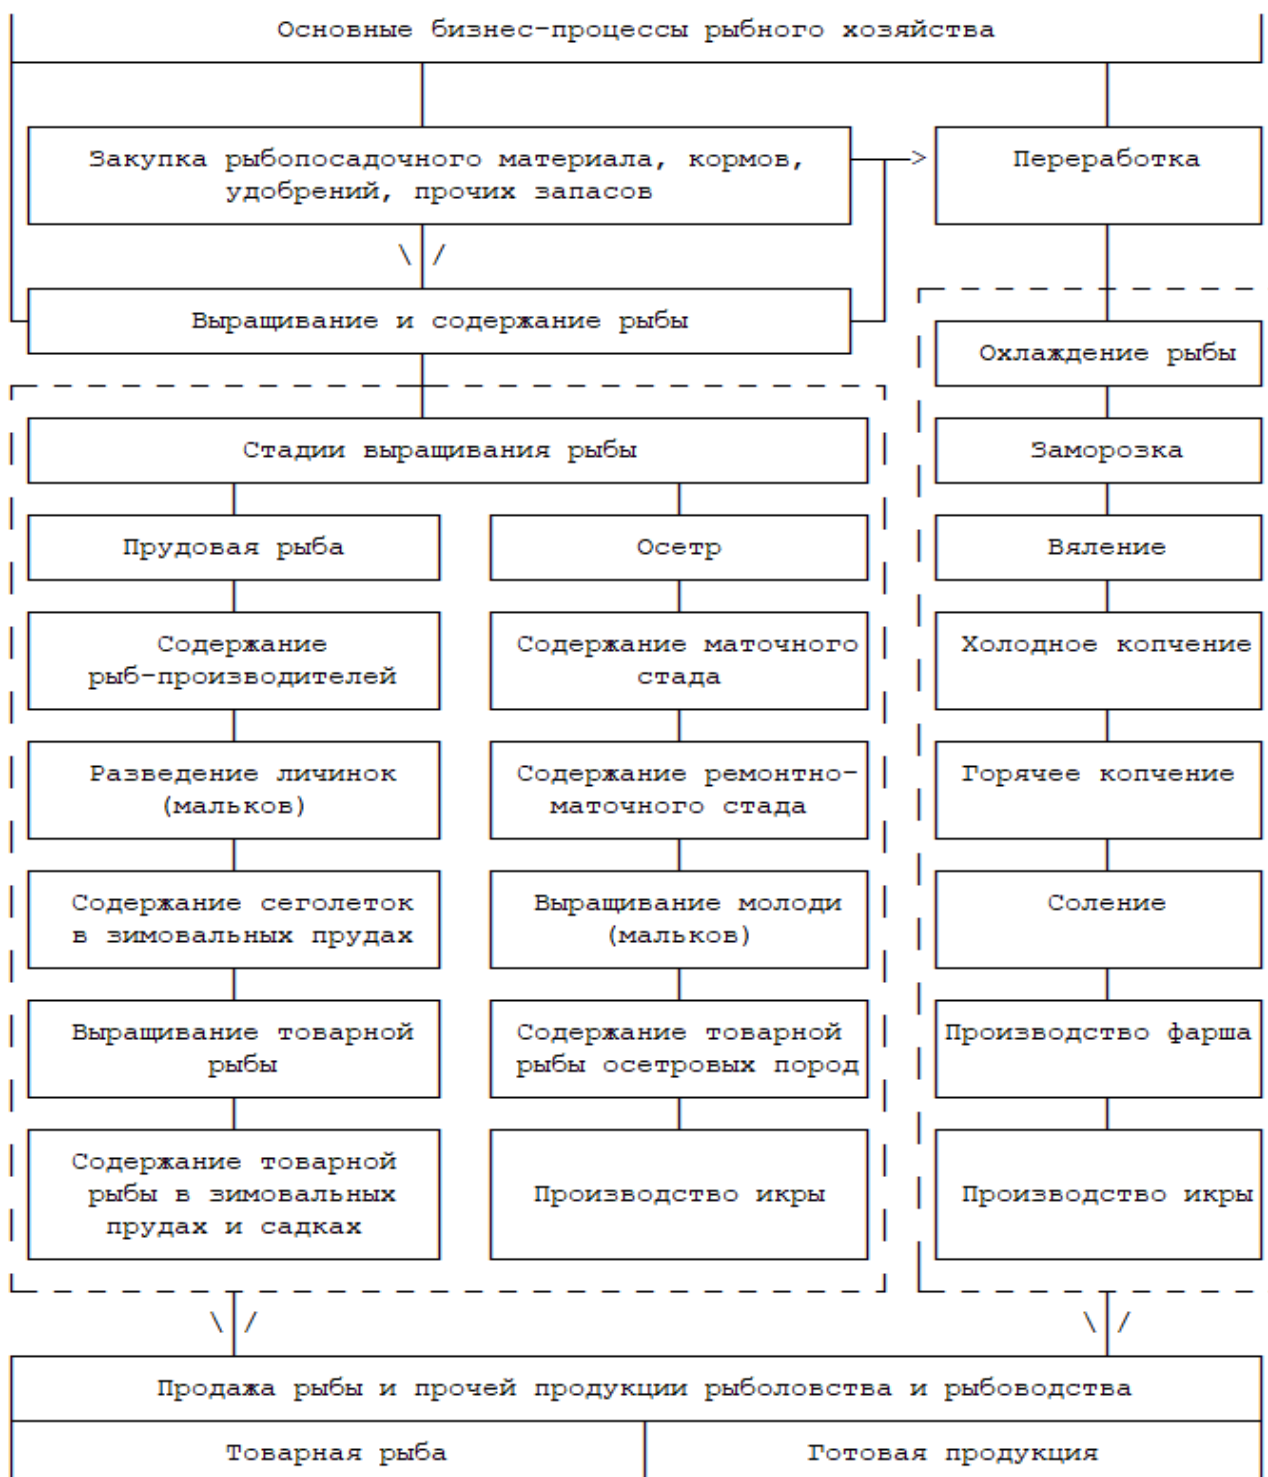 Основные бизнес-процессы рыбного хозяйства
Закупка рыбопосадочного материала, кормов,
удобрений, прочих запасов
>
Переработка
\ /
Выращивание и содержание рыбы
Охлаждение рыбы
Стадии выращивания рыбы
Заморозка
Прудовая рыба
Осетр
Вяление
Содержание
рыб-производителей
Содержание маточного
стада
Холодное копчение
Разведение личинок
(мальков)
Содержание ремонтно-
маточного стада
Горячее копчение
Содержание сеголеток
в зимовальных прудах
Выращивание молоди
(мальков)
Соление
Выращивание товарной
рыбы
Содержание товарной
рыбы осетровых пород
Производство фарша
Содержание товарной
рыбы в зимовальных
прудах и садках
Производство икры
Производство икры
\ /
\ /
Продажа рыбы и прочей продукции рыболовства и рыбоводства
Товарная рыба
Готовая продукция